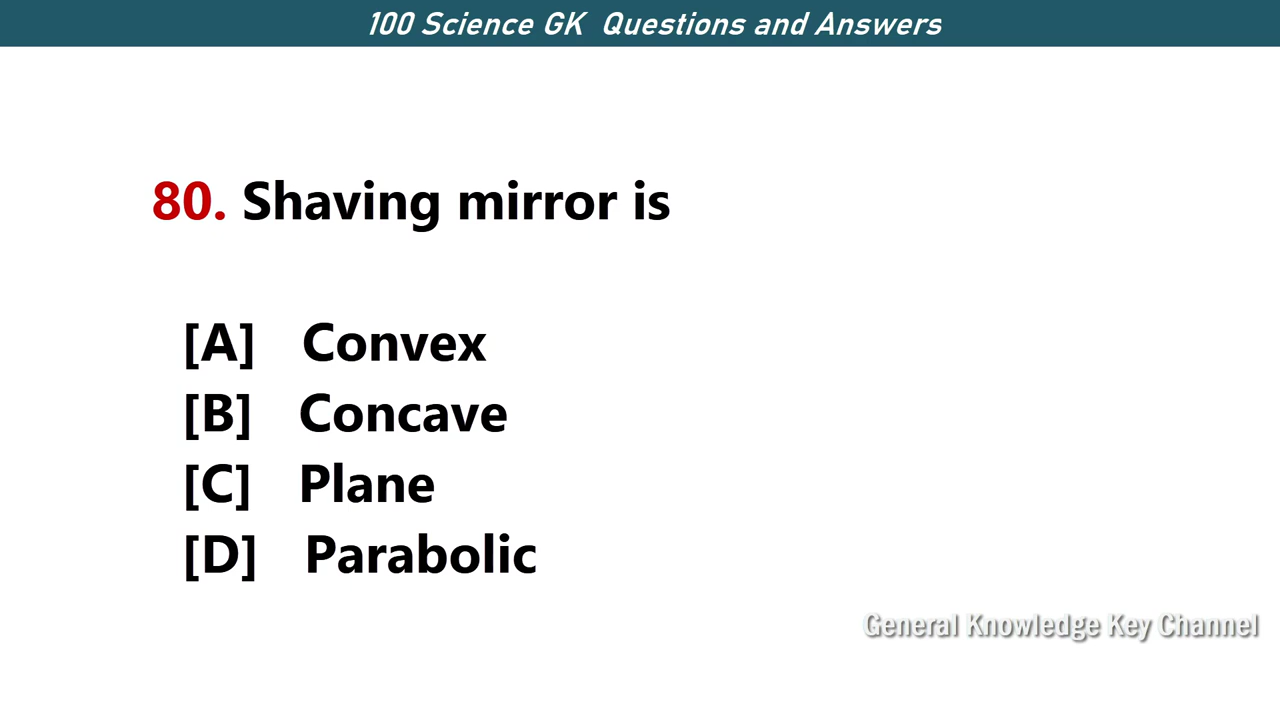 100 Science GK Questions and Answers
80. Shaving mirror is
[A] Convex
[B] Concave
[C] Plane
[D] Parabolic
General Knowledge Key Channel